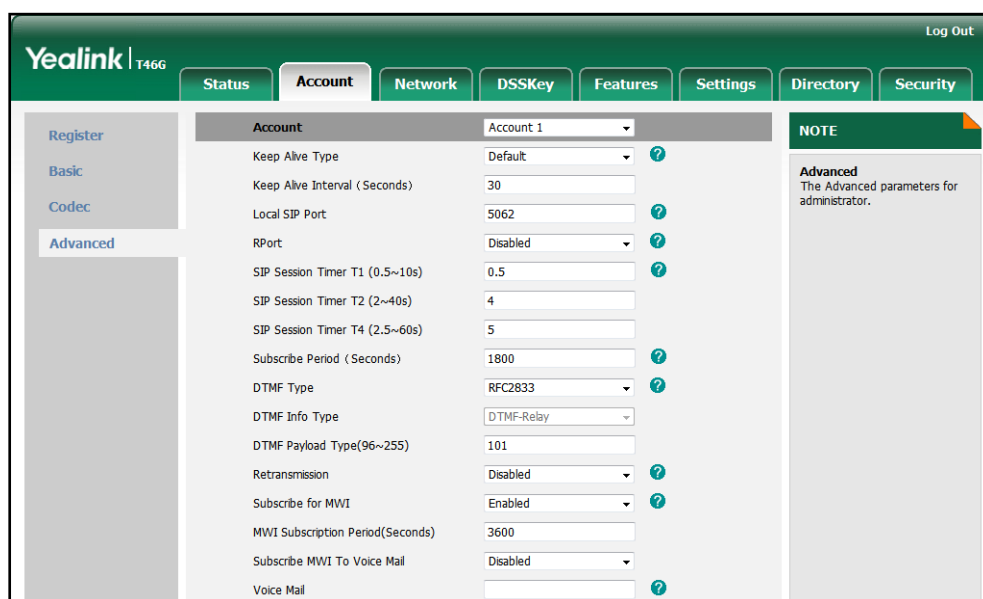 Log Out
Yealink T46G
Status Account Network DSSKey Features Settings Directory Security
Register
Basic
Codec
Advanced
Account Account 1
Keep Alive Type Default ?
Keep Alive Interval (Seconds) 30
Local SIP Port 5062 ?
RPort Disabled ?
SIP Session Timer T1 (0.5~10s) 0.5 ?
SIP Session Timer T2 (2~40s) 4
SIP Session Timer T4 (2.5~60s) 5
Subscribe Period (Seconds) 1800 ?
DTMF Type RFC2833 ?
DTMF Info Type DTMF-Relay
DTMF Payload Type(96~255) 101
Retransmission Disabled ?
Subscribe for MWI Enabled ?
MWI Subscription Period(Seconds) 3600
Subscribe MWI To Voice Mail Disabled
Voice Mail ?
NOTE
Advanced
The Advanced parameters for
administrator.